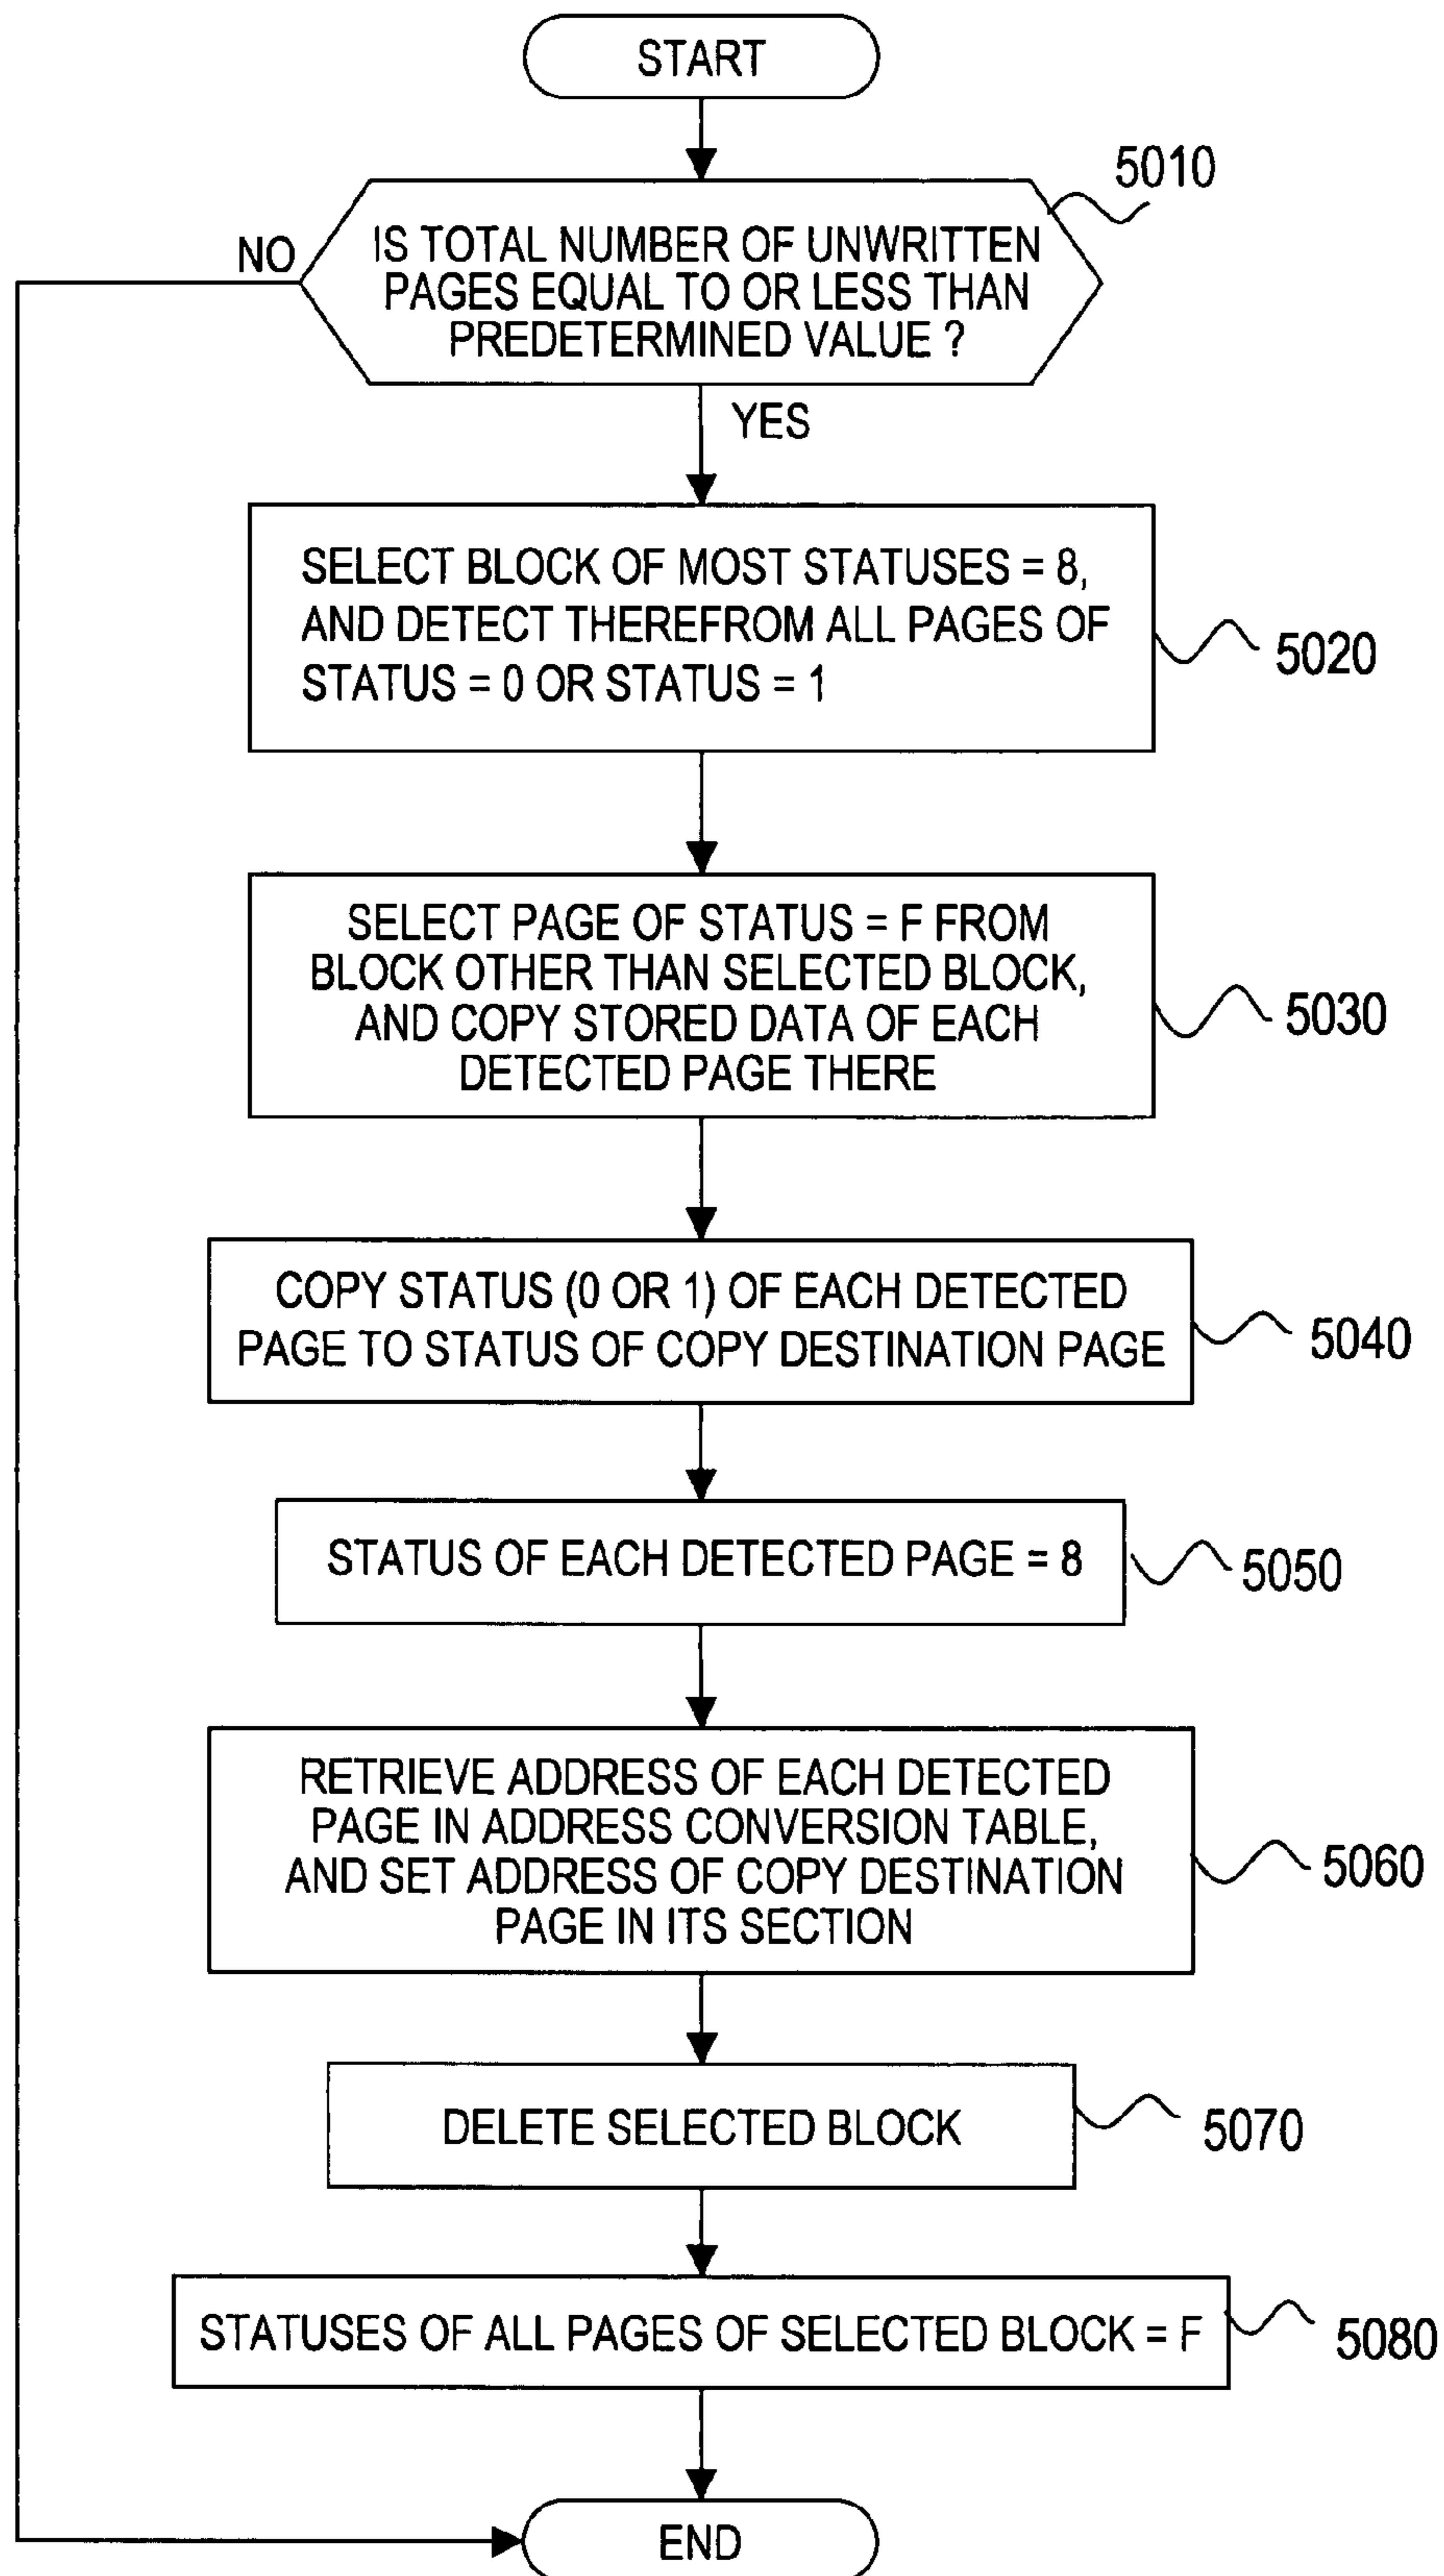 START
5010
NO
IS TOTAL NUMBER OF UNWRITTEN
PAGES EQUAL TO OR LESS THAN
PREDETERMINED VALUE ?
YES
SELECT BLOCK OF MOST STATUSES = 8,
AND DETECT THEREFROM ALL PAGES OF
STATUS = 0 OR STATUS = 1
5020
SELECT PAGE OF STATUS = F FROM
BLOCK OTHER THAN SELECTED BLOCK,
AND COPY STORED DATA OF EACH
DETECTED PAGE THERE
5030
COPY STATUS (0 OR 1) OF EACH DETECTED
PAGE TO STATUS OF COPY DESTINATION PAGE
5040
STATUS OF EACH DETECTED PAGE = 8
5050
RETRIEVE ADDRESS OF EACH DETECTED
PAGE IN ADDRESS CONVERSION TABLE,
AND SET ADDRESS OF COPY DESTINATION
PAGE IN ITS SECTION
5060
DELETE SELECTED BLOCK
5070
STATUSES OF ALL PAGES OF SELECTED BLOCK = F
5080
END